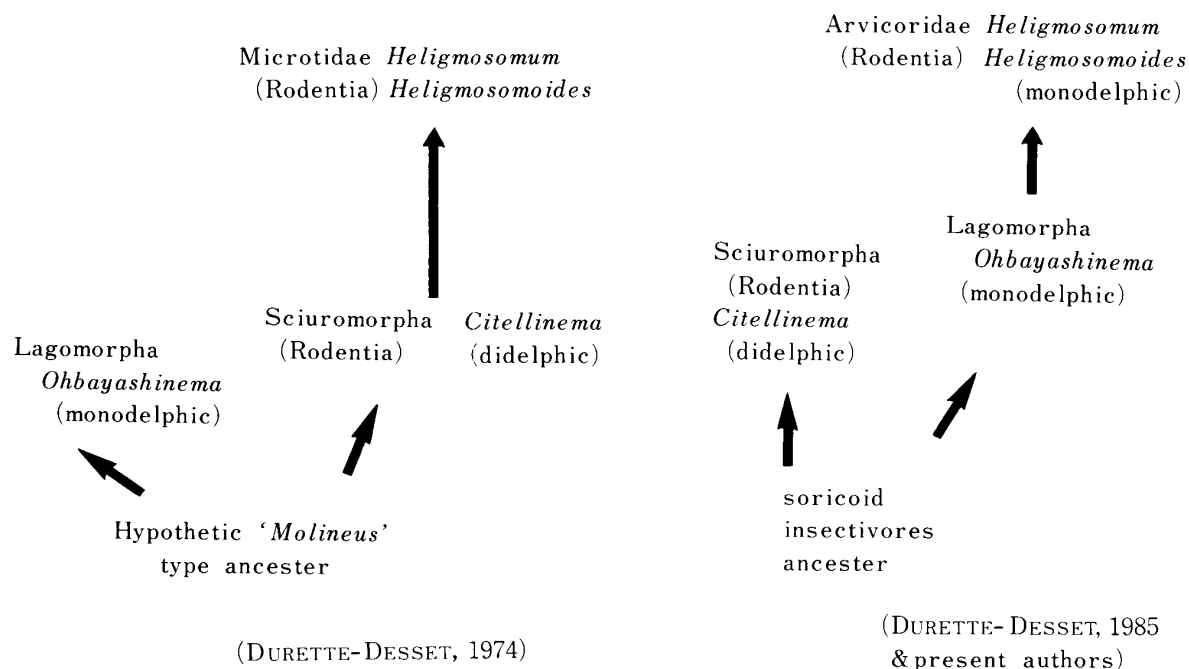 Microtidae Heligmosomum
(Rodentia) Heligmosomoides
Sciuromorpha Citellinema
(Rodentia) (didelphic)
Lagomorpha
Ohbayashinema
(monodelphic)
Hypothetic ‘Molineus’
type ancester
(DURETTE-DESSET, 1974)
Arvicoridae Heligmosomum
(Rodentia) Heligmosomoides
(monodelphic)
Lagomorpha
Ohbayashinema
(monodelphic)
Sciuromorpha
(Rodentia)
Citellinema
(didelphic)
soricoid
insectivores
ancester
(DURETTE-DESSET, 1985
& present authors)